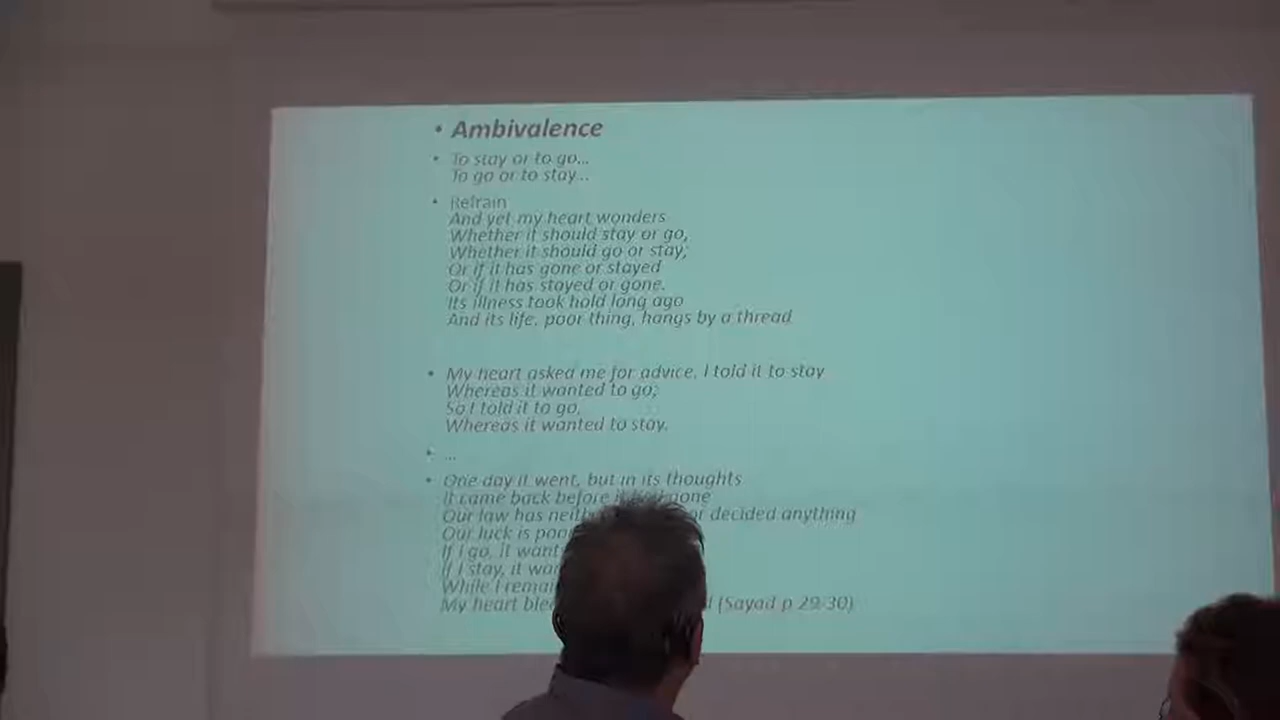 • Ambivalence
• To stay or to go...
To go or to stay...
• Refrain
And yet my heart wonders
Whether it should stay or go,
Whether it should go or stay;
Or if it has gone or stayed
Or if it has stayed or gone.
Its illness took hold long ago
And its life, poor thing, hangs by a thread
• My heart asked me for advice, I told it to stay
Whereas it wanted to go;
So I told it to go,
Whereas it wanted to stay.
• ...
• One day it went, but in its thoughts
It came back before it had gone
Our law has decided anything
Our luck is
If I go, it
If I stay, it
While I
My heart (Sayad p 29-30)